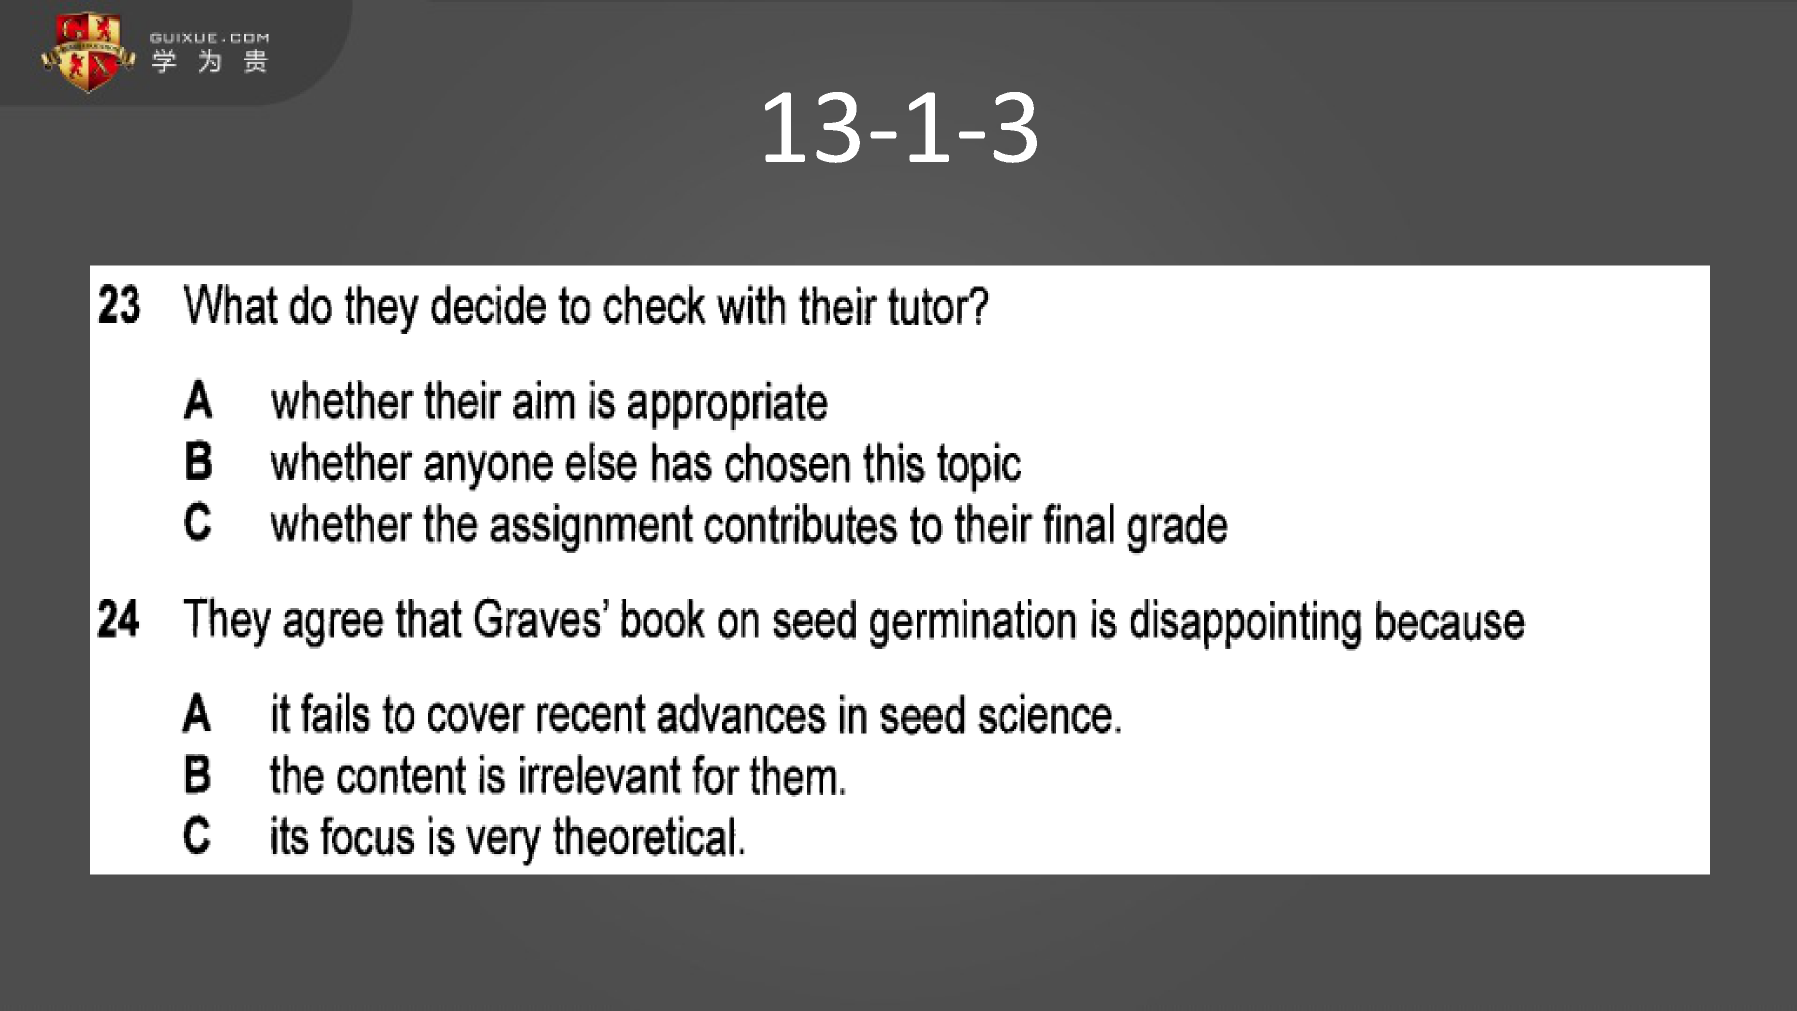 GUIXUE.COM
学为贵
13-1-3
23 What do they decide to check with their tutor?
A whether their aim is appropriate
B whether anyone else has chosen this topic
C whether the assignment contributes to their final grade
24 They agree that Graves' book on seed germination is disappointing because
A it fails to cover recent advances in seed science.
B the content is irrelevant for them.
C its focus is very theoretical.